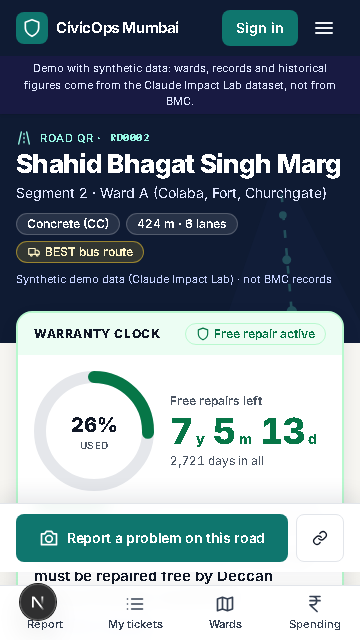 CivicOps Mumbai
Sign in
Demo with synthetic data: wards, records and historical
figures come from the Claude Impact Lab dataset, not from
BMC.
ROAD QR · RD0002
Shahid Bhagat Singh Marg
Segment 2 · Ward A (Colaba, Fort, Churchgate)
Concrete (CC)
424 m · 6 lanes
BEST bus route
Synthetic demo data (Claude Impact Lab) · not BMC records
WARRANTY CLOCK
Free repair active
26%
USED
Free repairs left
7 y 5 m 13 d
2,721 days in all
Report a problem on this road
must be repaired free by Deccan
N
Report
My tickets
Wards
Spending